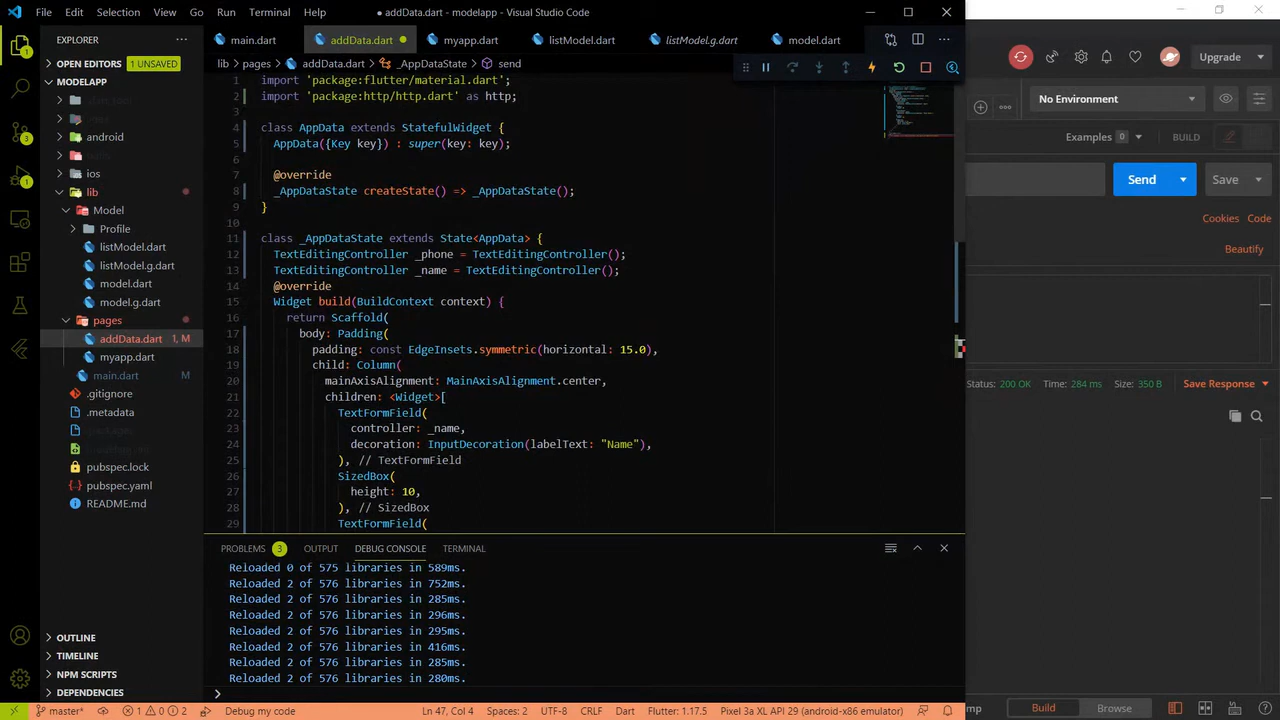 File Edit Selection View Go Run Terminal Help
● addData.dart - modelapp - Visual Studio Code
EXPLORER
OPEN EDITORS 1 UNSAVED
MODELAPP
android
ios
lib
Model
Profile
listModel.dart
listModel.g.dart
model.dart
model.g.dart
pages
addData.dart 1, M
myapp.dart
main.dart M
.gitignore
.metadata
pubspec.lock
pubspec.yaml
README.md
OUTLINE
TIMELINE
NPM SCRIPTS
DEPENDENCIES
main.dart addData.dart myapp.dart listModel.dart listModel.g.dart model.dart
lib > pages > addData.dart > _AppDataState > send
1 import 'package:flutter/material.dart';
2 import 'package:http/http.dart' as http;
3
4 class AppData extends StatefulWidget {
5 AppData({Key key}) : super(key: key);
6
7 @override
8 _AppDataState createState() => _AppDataState();
9 }
10
11 class _AppDataState extends State<AppData> {
12 TextEditingController _phone = TextEditingController();
13 TextEditingController _name = TextEditingController();
14 @override
15 Widget build(BuildContext context) {
16 return Scaffold(
17 body: Padding(
18 padding: const EdgeInsets.symmetric(horizontal: 15.0),
19 child: Column(
20 mainAxisAlignment: MainAxisAlignment.center,
21 children: <Widget>[
22 TextFormField(
23 controller: _name,
24 decoration: InputDecoration(labelText: "Name"),
25 ), // TextFormField
26 SizedBox(
27 height: 10,
28 ), // SizedBox
29 TextFormField(
PROBLEMS 3 OUTPUT DEBUG CONSOLE TERMINAL
Reloaded 0 of 575 libraries in 589ms.
Reloaded 2 of 576 libraries in 752ms.
Reloaded 2 of 576 libraries in 285ms.
Reloaded 2 of 576 libraries in 296ms.
Reloaded 2 of 576 libraries in 295ms.
Reloaded 2 of 576 libraries in 416ms.
Reloaded 2 of 576 libraries in 285ms.
Reloaded 2 of 576 libraries in 280ms.
master* 1 0 2 Debug my code Ln 47, Col 4 Spaces: 2 UTF-8 CRLF Dart Flutter: 1.17.5 Pixel 3a XL API 29 (android-x86 emulator)
Upgrade
No Environment
Examples 0 BUILD
Send Save
Cookies Code
Beautify
Status: 200 OK Time: 284 ms Size: 350 B Save Response
mp Build Browse